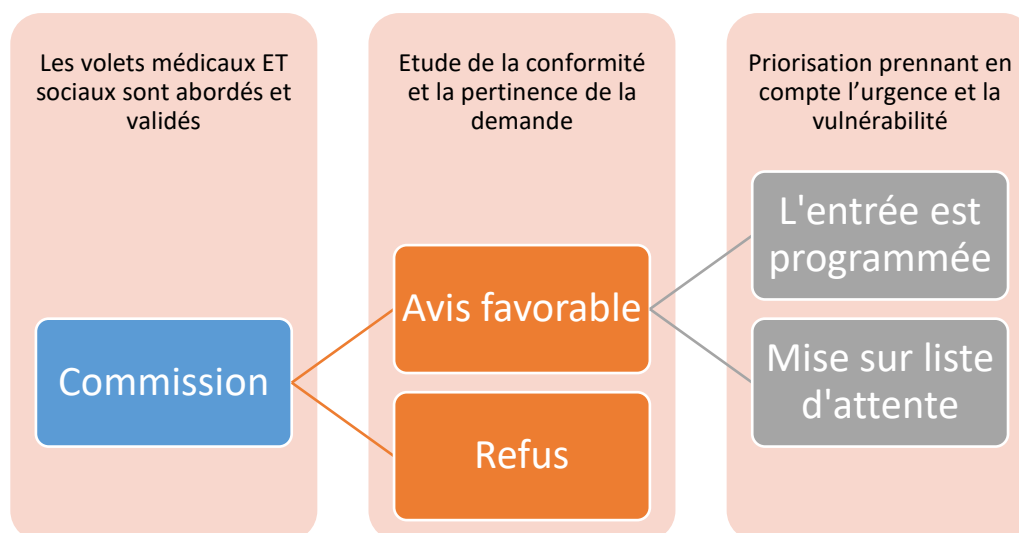 Les volets médicaux ET
sociaux sont abordés et
validés
Etude de la conformité
et la pertinence de la
demande
Priorisation prennant en
compte l'urgence et la
vulnérabilité
Commission
Avis favorable
Refus
L'entrée est
programmée
Mise sur liste
d'attente